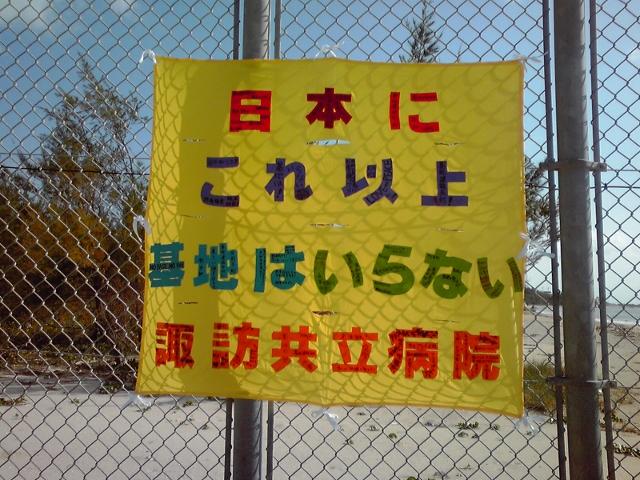 日本に
これ以上
基地はいらない
諏訪共立病院